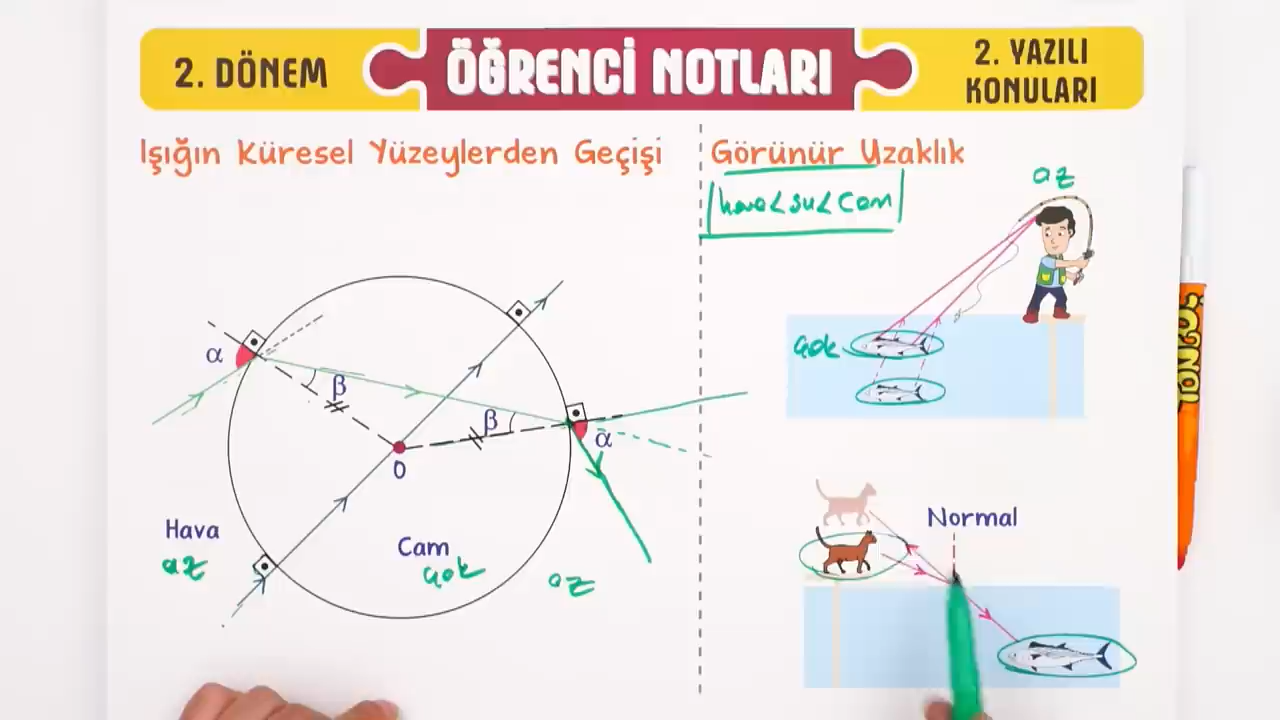 2. DÖNEM
ÖĞRENCİ NOTLARI
2. YAZILI
KONULARI
Işığın Küresel Yüzeylerden Geçişi
α
β
β
α
O
Hava
az
Cam
çok
az
Görünür Uzaklık
hava<su<Cam
az
çok
Normal